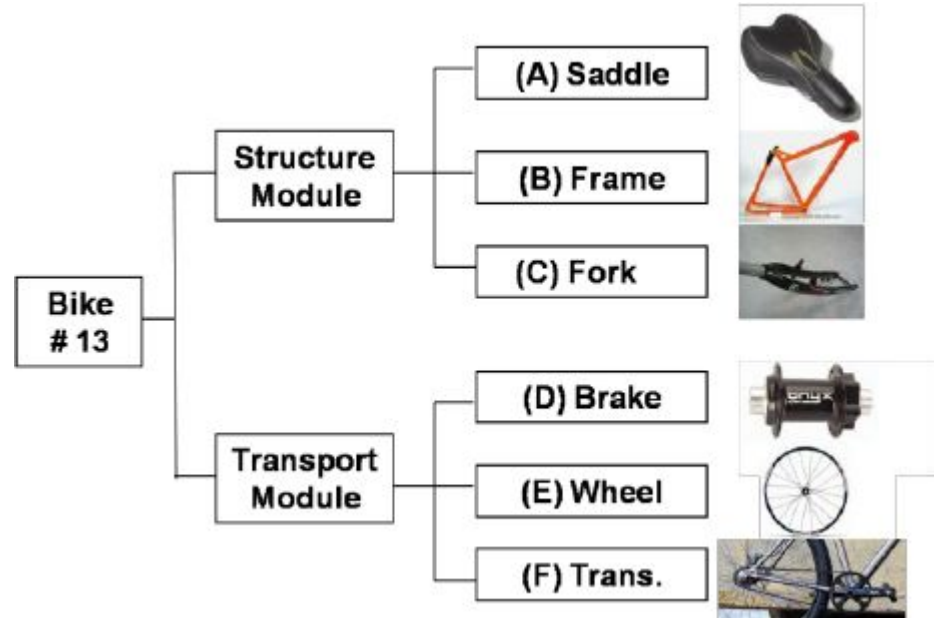 Bike
# 13
Structure
Module
(A) Saddle
(B) Frame
(C) Fork
Transport
Module
(D) Brake
onyx
(E) Wheel
(F) Trans.